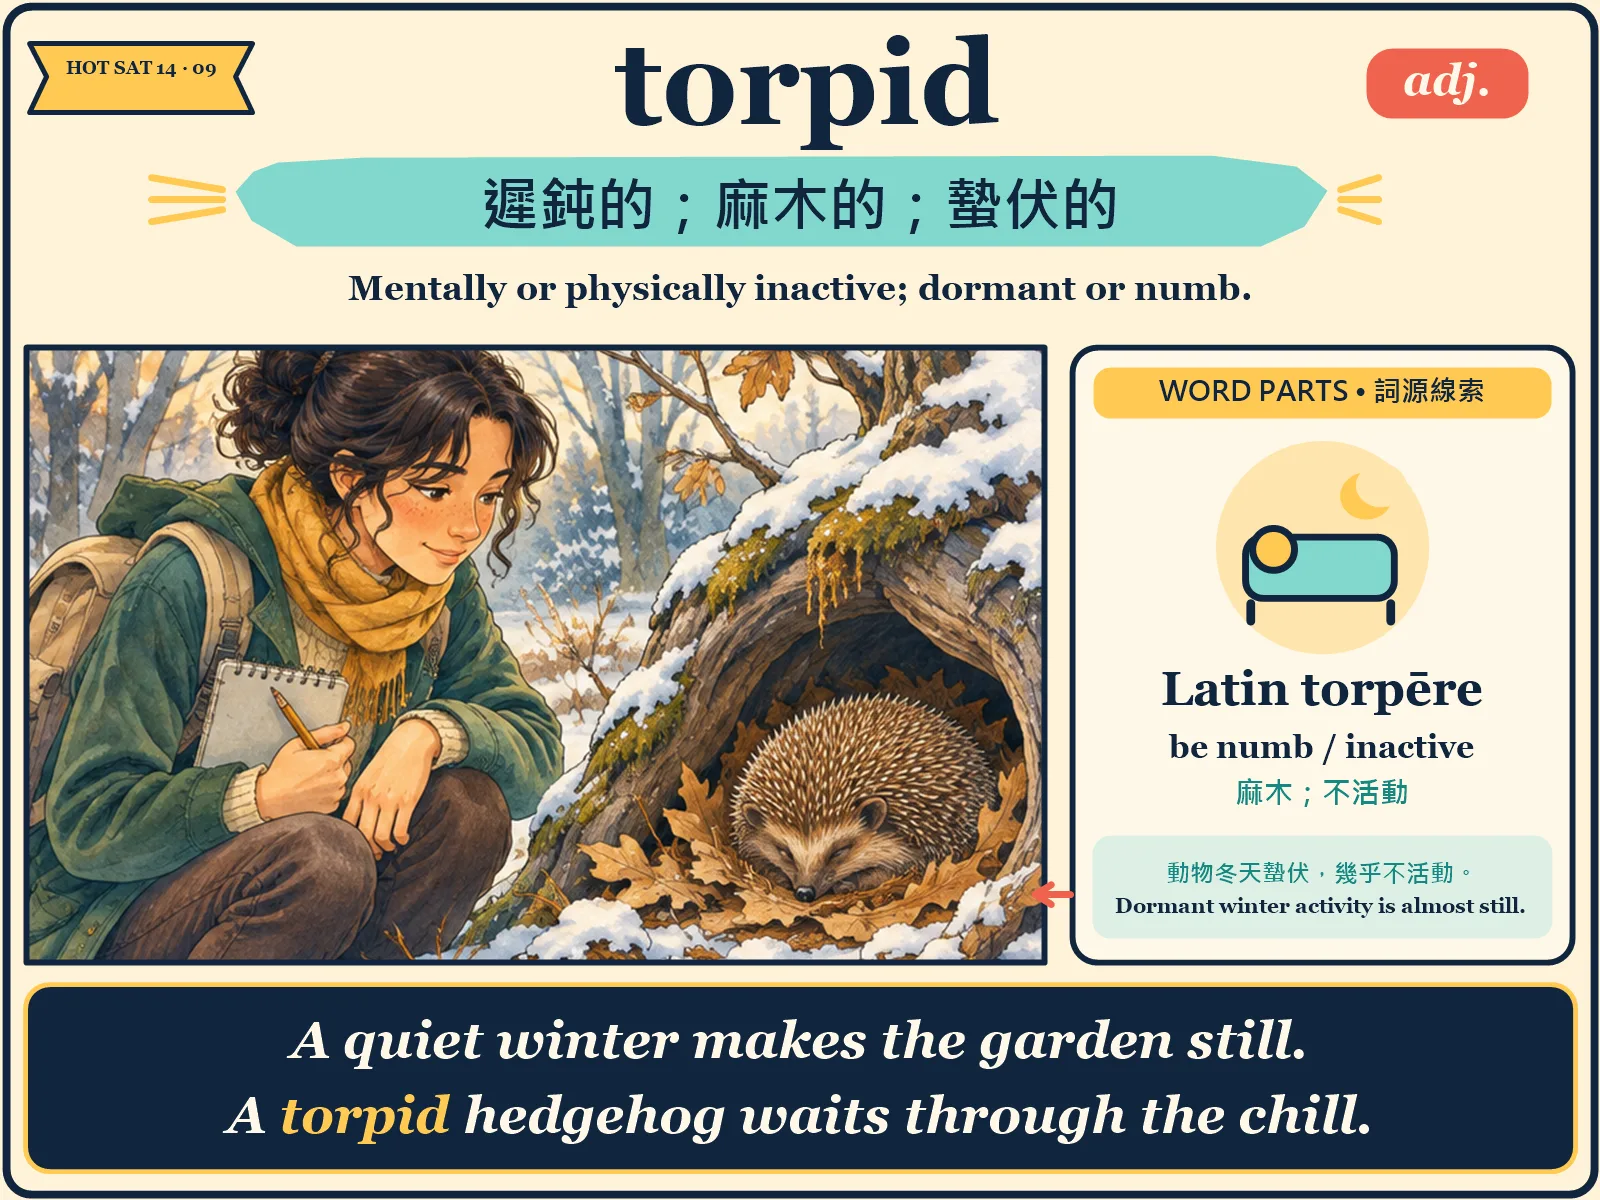 HOT SAT 14 · 09
torpid
adj.
遲鈍的；麻木的；蟄伏的
Mentally or physically inactive; dormant or numb.
WORD PARTS • 詞源線索
Latin torpēre
be numb / inactive
麻木；不活動
動物冬天蟄伏，幾乎不活動。
Dormant winter activity is almost still.
A quiet winter makes the garden still.
A torpid hedgehog waits through the chill.